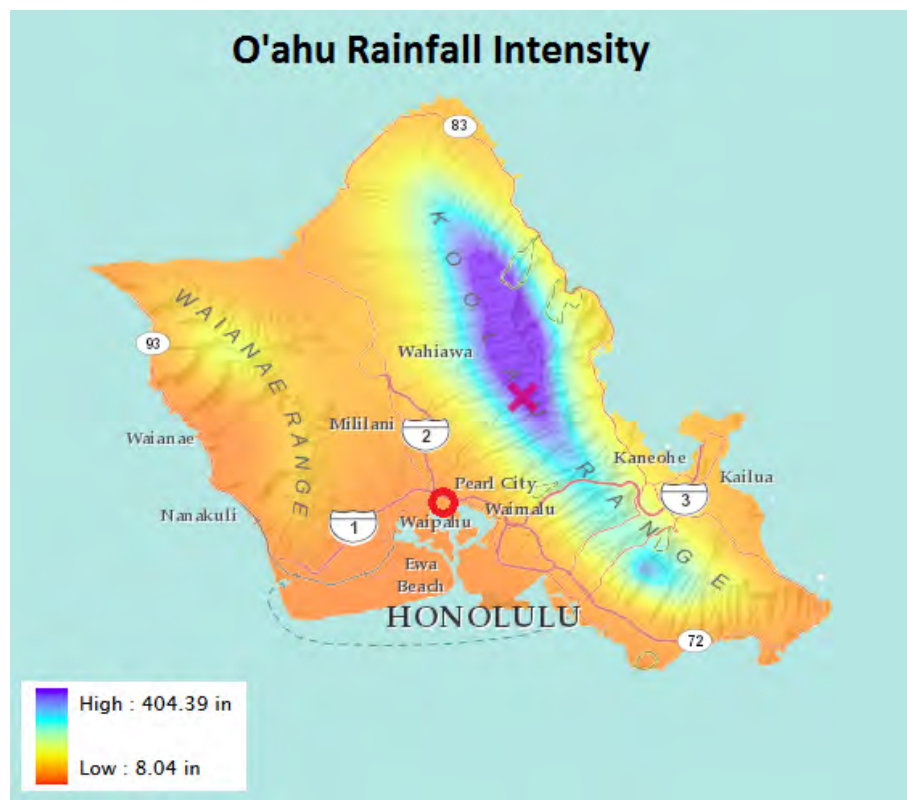 O'ahu Rainfall Intensity
83
KOOLAU RANGE
WAIANAE RANGE
93
Wahiawa
Waianae
Mililani
2
Kaneohe
Kailua
Pearl City
3
Nanakuli
Waimalu
1
Waipahu
Ewa
Beach
HONOLULU
72
High : 404.39 in
Low : 8.04 in